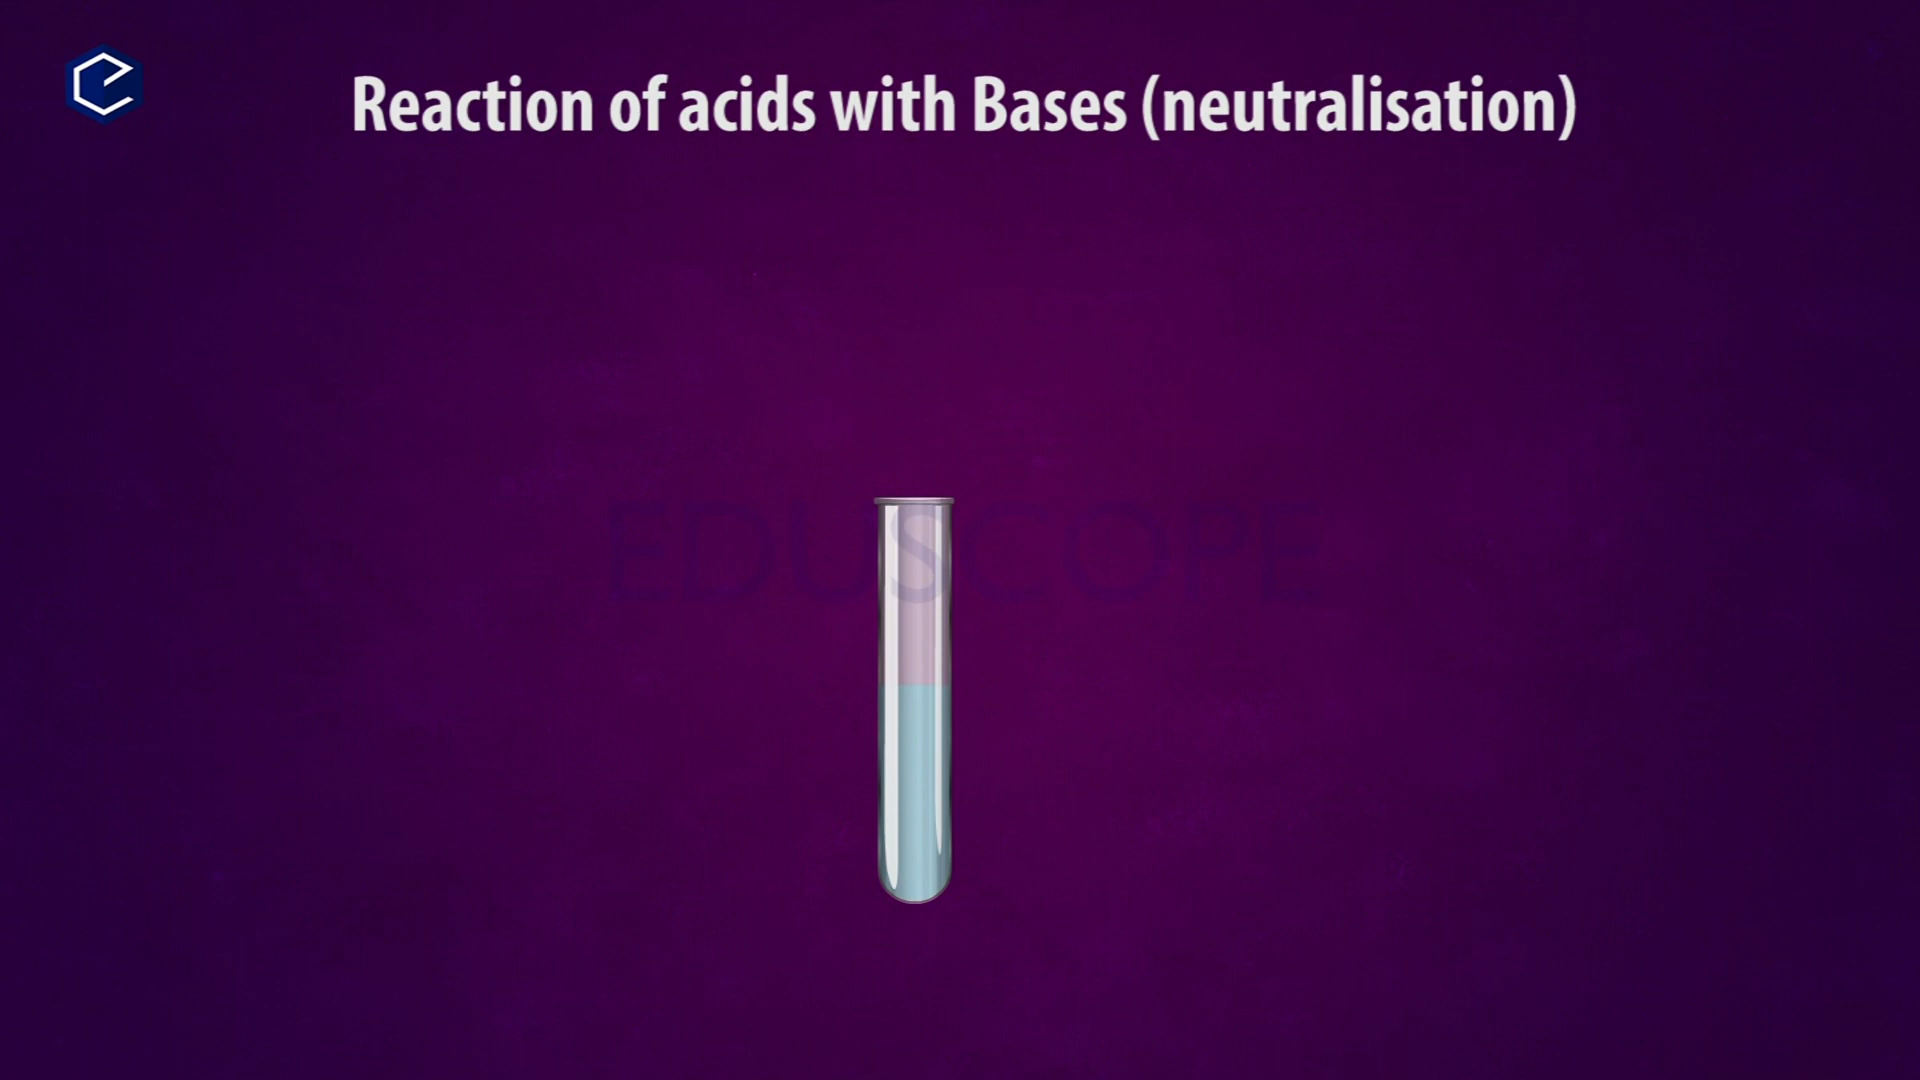 Reaction of acids with Bases (neutralisation)
EDUSCOPE